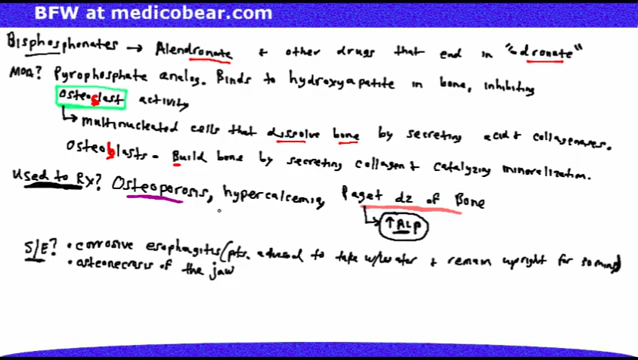 BFW at medicobear.com
Bisphosphonates → Alendronate + other drugs that end in "-dronate"
MOA? Pyrophosphate analog. Binds to hydroxyapatite in bone, inhibiting
Osteoclast activity
↳ multinucleated cells that dissolve bone by secreting acid + collagenases.
Osteoblasts - Build bone by secreting collagen + catalyzing mineralization.
Used to RX? Osteoporosis, hypercalcemia, Paget dz of Bone
↑ ALP
S/E? • corrosive esophagitis (pts. advised to take w/water + remain upright for 30 mins)
• osteonecrosis of the jaw